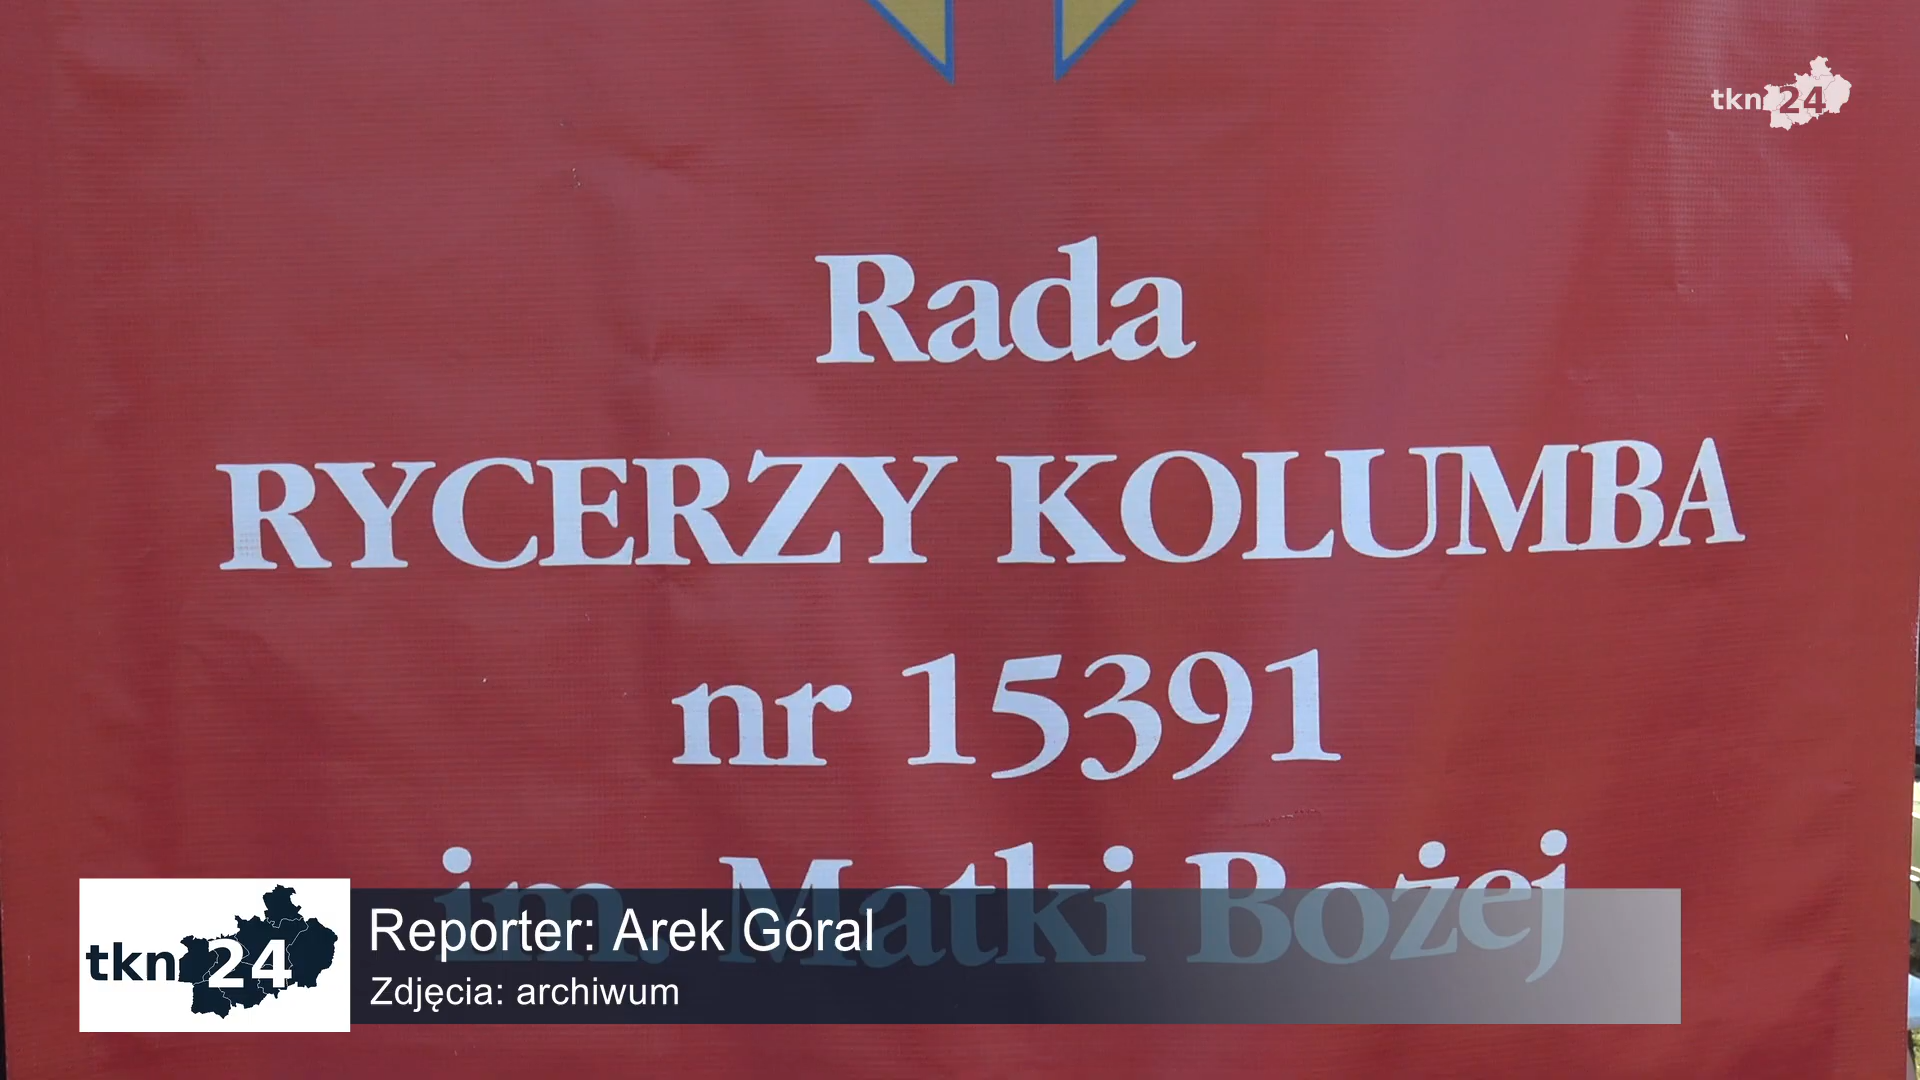 tkn24
Rada
RYCERZY KOLUMBA
nr 15391
im. Matki Bożej
tkn24
Reporter: Arek Góral
Zdjęcia: archiwum